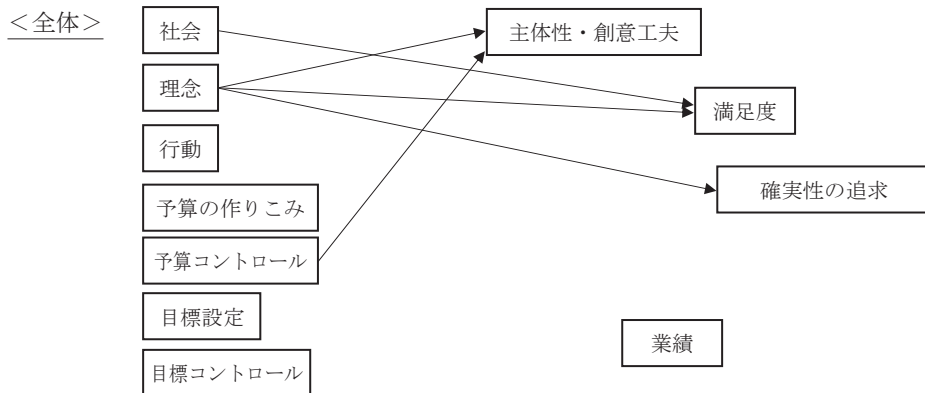 <全体>
社会
理念
行動
予算の作りこみ
予算コントロール
目標設定
目標コントロール
主体性・創意工夫
満足度
確実性の追求
業績